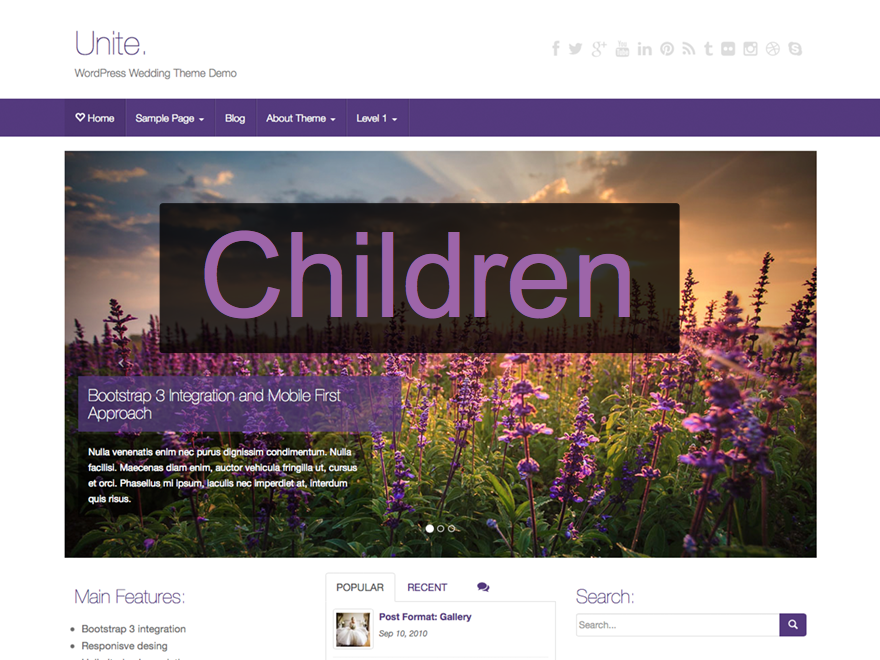 Unite.
WordPress Wedding Theme Demo
Home Sample Page Blog About Theme Level 1
Children
Bootstrap 3 Integration and Mobile First
Approach
Nulla venenatis enim nec purus dignissim condimentum. Nulla
facilisi. Maecenas diam enim, auctor vehicula fringilla ut, cursus
et orci. Phasellus mi ipsum, iaculis nec imperdiet at, interdum
quis risus.
Main Features:
Bootstrap 3 integration
Responisve desing
POPULAR RECENT
Post Format: Gallery
Sep 10, 2010
Search:
Search...